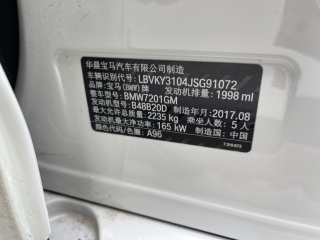 华晨宝马汽车有限公司制造
车辆识别代号:LBVKY3104JSG91072
品牌:宝马(BMW)牌 发动机排量:1998 ml
整车型号:BMW7201GM
发动机型号:B48B20D 制造年月:2017.08
最大允许总质量:2235 kg 乘坐人数:5 人
发动机最大净功率:165 kW 制造国:中国
颜色代码/色圈:A96